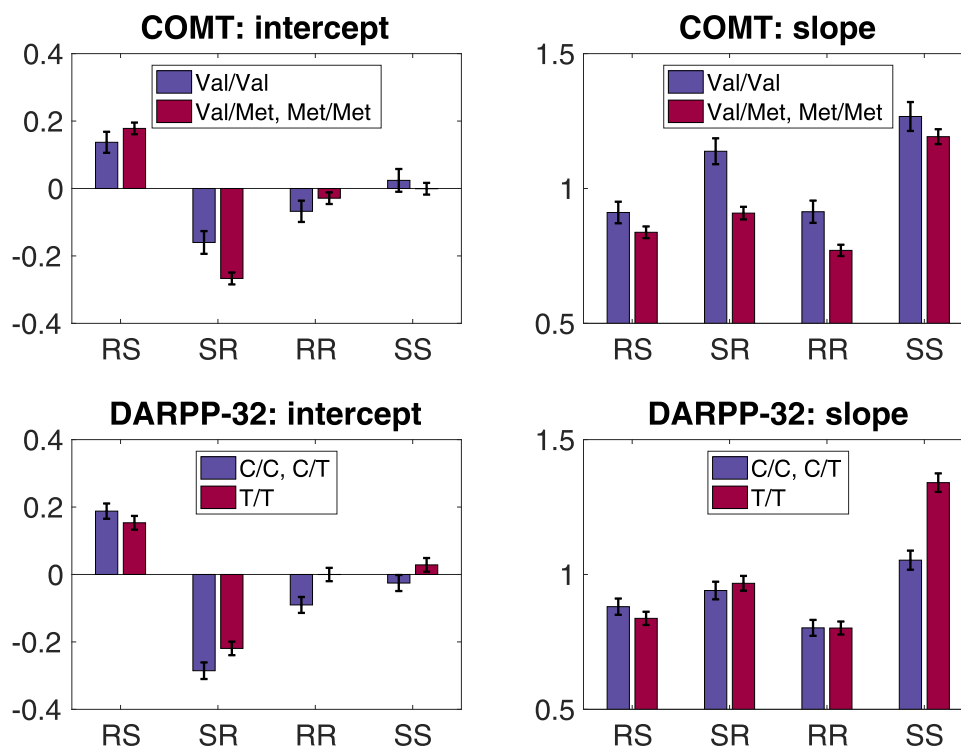 COMT: intercept
0.4
0.2
0
-0.2
-0.4
Val/Val
Val/Met, Met/Met
RS SR RR SS
COMT: slope
1.5
1
0.5
Val/Val
Val/Met, Met/Met
RS SR RR SS
DARPP-32: intercept
0.4
0.2
0
-0.2
-0.4
C/C, C/T
T/T
RS SR RR SS
DARPP-32: slope
1.5
1
0.5
C/C, C/T
T/T
RS SR RR SS